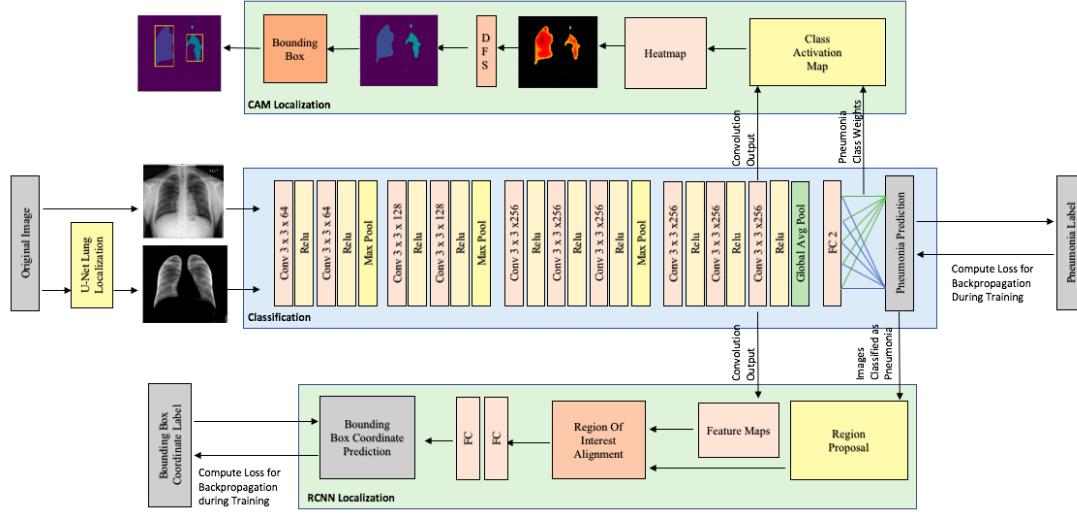 Bounding
Box
D
F
S
Heatmap
Class
Activation
Map
CAM Localization
Convolution
Output
Pneumonia
Class Weights
Original Image
U-Net Lung
Localization
Conv 3 x 3 x 64
Relu
Conv 3 x 3 x 64
Relu
Max Pool
Conv 3 x 3 x 128
Relu
Conv 3 x 3 x 128
Relu
Max Pool
Conv 3 x 3 x256
Relu
Conv 3 x 3 x256
Relu
Conv 3 x 3 x256
Relu
Max Pool
Conv 3 x 3 x256
Relu
Conv 3 x 3 x256
Relu
Conv 3 x 3 x256
Relu
Global Avg Pool
FC 2
Pneumonia Prediction
Pneumonia Label
Compute Loss for
Backpropagation
During Training
Classification
Convolution
Output
Images
Classified as
Pneumonia
Bounding Box
Coordinate Label
Bounding
Box Coordinate
Prediction
FC
FC
Region Of
Interest
Alignment
Feature Maps
Region
Proposal
Compute Loss for
Backpropagation
during Training
RCNN Localization